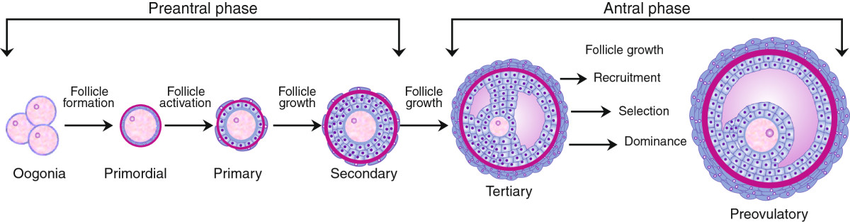 Preantral phase
Antral phase
Follicle
formation
Follicle
activation
Follicle
growth
Follicle
growth
Follicle growth
Recruitment
Selection
Dominance
Oogonia
Primordial
Primary
Secondary
Tertiary
Preovulatory